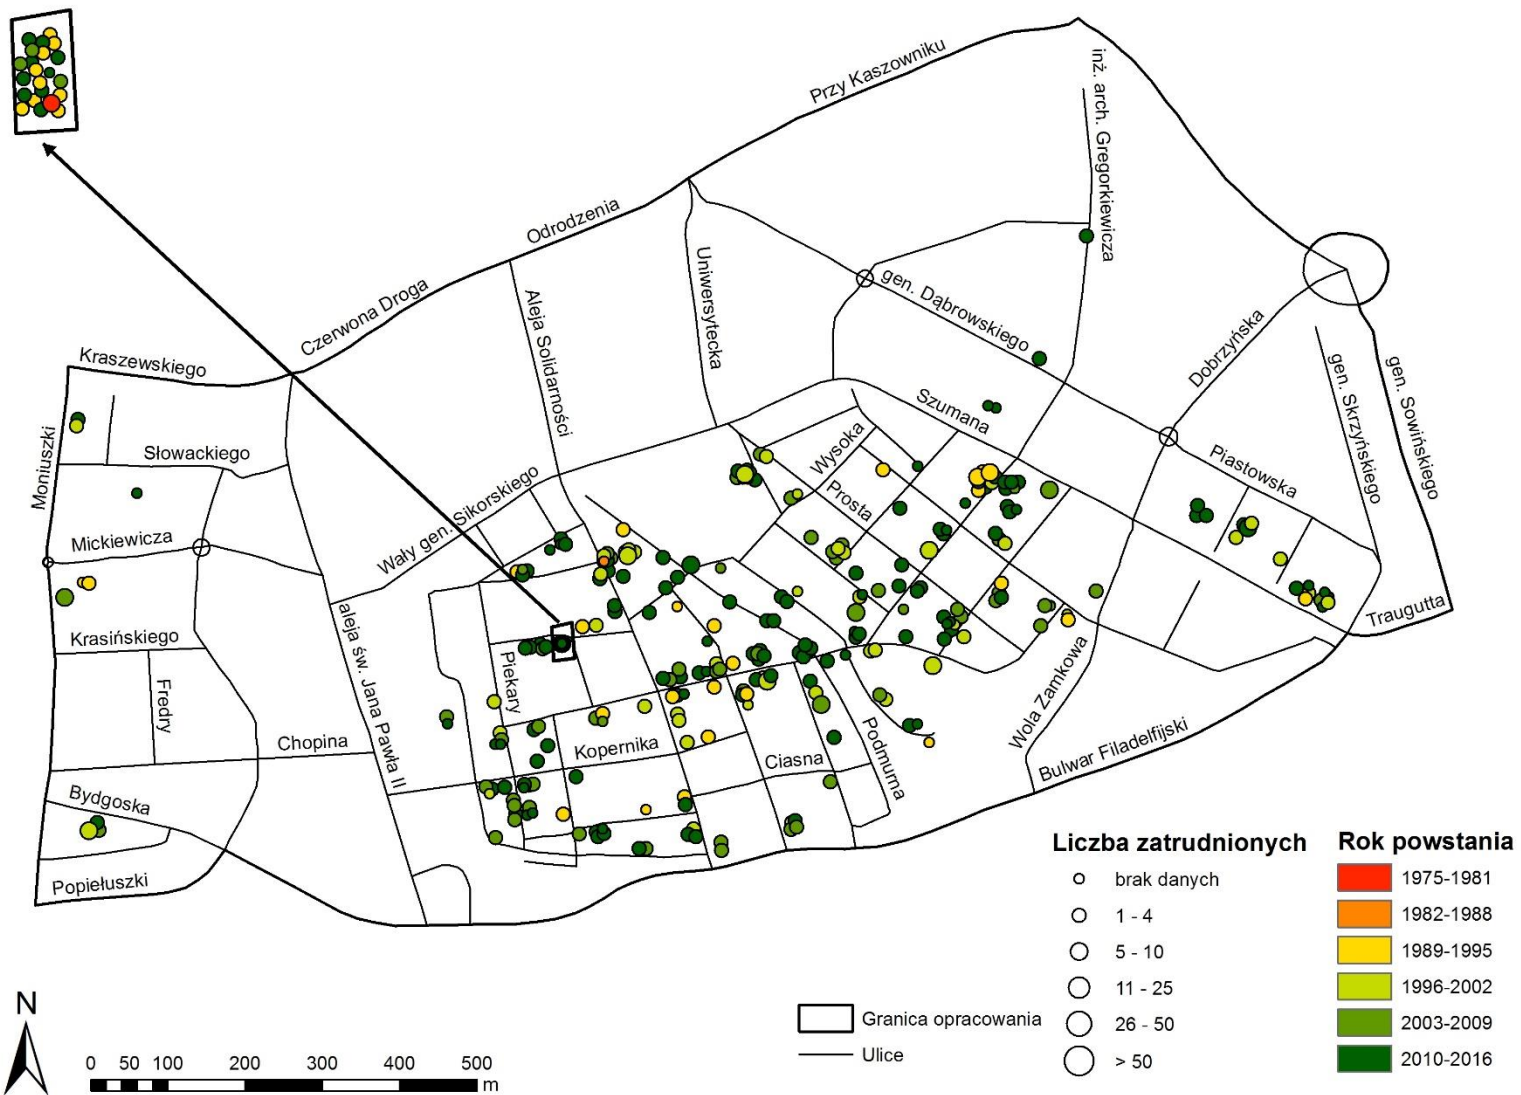 Przy Kaszowniku
inż. arch. Gregorkiewicza
Odrodzenia
Uniwersytecka
gen. Dąbrowskiego
Czerwona Droga
Aleja Solidarności
Dobrzyńska
gen. Skrzyńskiego
gen. Sowińskiego
Kraszewskiego
Szumana
Słowackiego
Wysoka
Piastowska
Moniuszki
Wały gen. Sikorskiego
Prosta
Mickiewicza
Traugutta
Krasińskiego
aleja św. Jana Pawła II
Piekary
Fredry
Wola Zamkowa
Podmurna
Chopina
Kopernika
Ciasna
Bulwar Filadelfijski
Bydgoska
Popiełuszki
Liczba zatrudnionych
brak danych
1 - 4
5 - 10
11 - 25
26 - 50
> 50
Rok powstania
1975-1981
1982-1988
1989-1995
1996-2002
2003-2009
2010-2016
Granica opracowania
Ulice
N
0 50 100 200 300 400 500
m